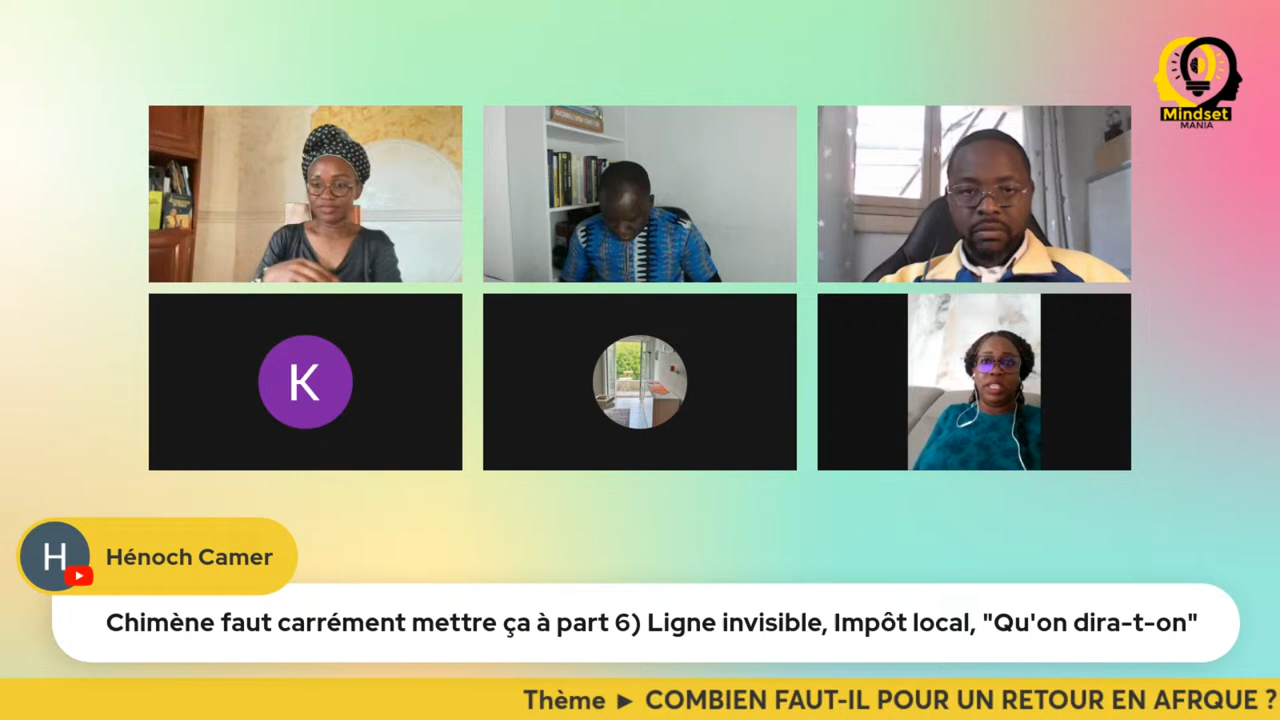 Mindset
MANIA
K
H
Hénoch Camer
Chimène faut carrément mettre ça à part 6) Ligne invisible, Impôt local, "Qu'on dira-t-on"
Thème ► COMBIEN FAUT-IL POUR UN RETOUR EN AFRQUE ?